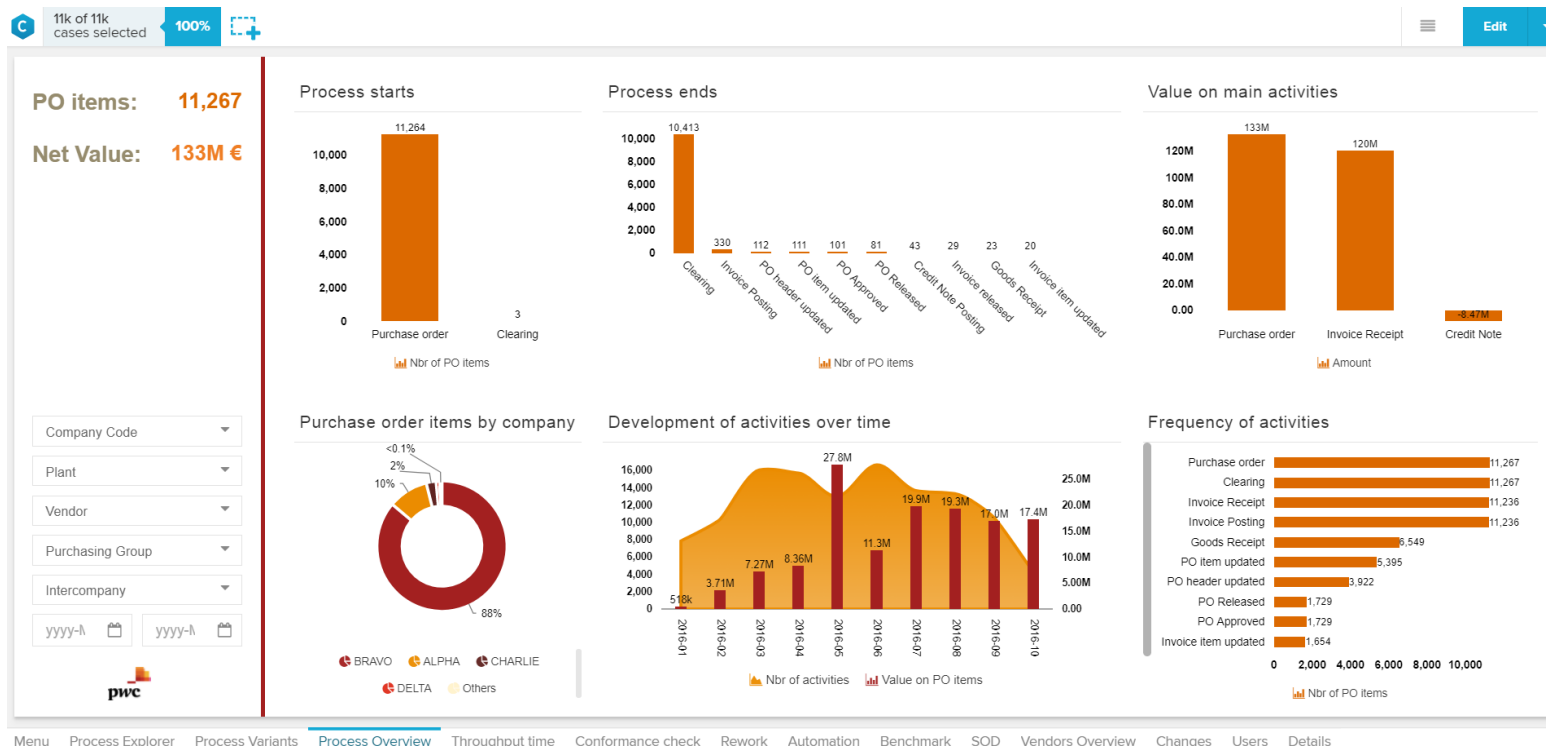 11k of 11k
cases selected
100%
Edit
PO items: 11,267
Net Value: 133M €
Company Code
Plant
Vendor
Purchasing Group
Intercompany
yyyy-M yyyy-M
pwc
Process starts
11,264
3
10,000
8,000
6,000
4,000
2,000
0
Purchase order Clearing
Nbr of PO items
Process ends
10,413
330 112 111 101 81 43 29 23 20
10,000
8,000
6,000
4,000
2,000
0
Clearing
Invoice Posting
PO header updated
PO item updated
PO Approved
PO Released
Credit Note Posting
Invoice released
Goods Receipt
Invoice item updated
Nbr of PO items
Value on main activities
133M
120M
-8.47M
120M
100M
80.0M
60.0M
40.0M
20.0M
0.00
Purchase order Invoice Receipt Credit Note
Amount
Purchase order items by company
<0.1%
2%
10%
88%
BRAVO ALPHA CHARLIE
DELTA Others
Development of activities over time
16,000
14,000
12,000
10,000
8,000
6,000
4,000
2,000
0
518k 3.71M 7.27M 8.36M 27.8M 11.3M 19.9M 19.3M 17.0M 17.4M
25.0M
20.0M
15.0M
10.0M
5.00M
0.00
2016-01 2016-02 2016-03 2016-04 2016-05 2016-06 2016-07 2016-08 2016-09 2016-10
Nbr of activities Value on PO items
Frequency of activities
Purchase order 11,267
Clearing 11,267
Invoice Receipt 11,236
Invoice Posting 11,236
Goods Receipt 6,549
PO item updated 5,395
PO header updated 3,922
PO Released 1,729
PO Approved 1,729
Invoice item updated 1,654
0 2,000 4,000 6,000 8,000 10,000
Nbr of PO items
Menu Process Explorer Process Variants Process Overview Throughput time Conformance check Rework Automation Benchmark SOD Vendors Overview Changes Users Details